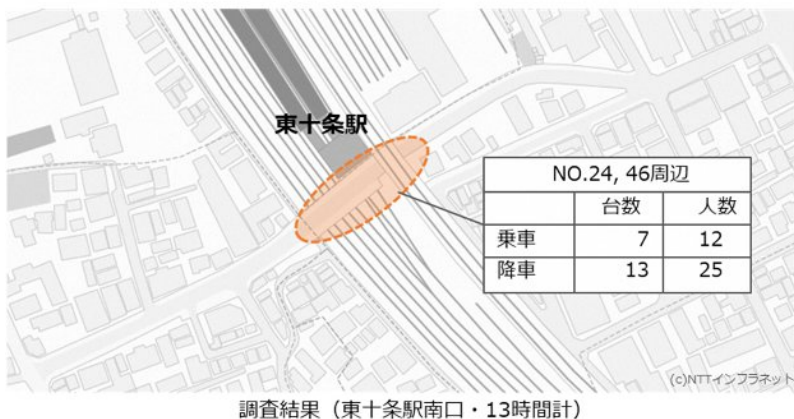 東十条駅
NO.24, 46周辺
台数 人数
乗車 7 12
降車 13 25
(c)NTTインフラネット
調査結果（東十条駅南口・13時間計）